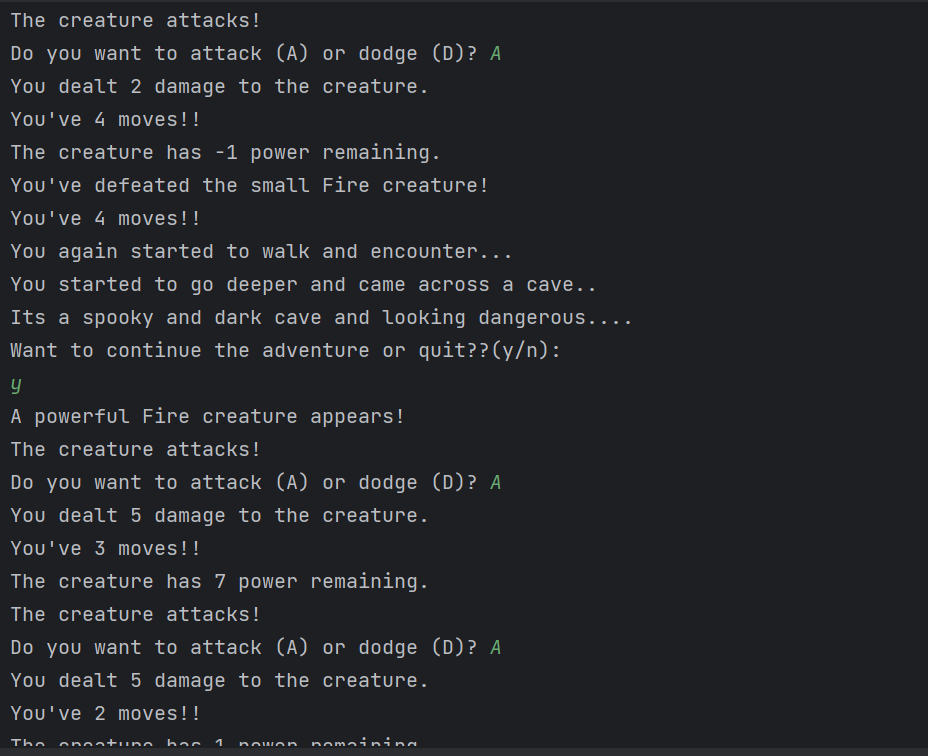 The creature attacks!
Do you want to attack (A) or dodge (D)? A
You dealt 2 damage to the creature.
You've 4 moves!!
The creature has -1 power remaining.
You've defeated the small Fire creature!
You've 4 moves!!
You again started to walk and encounter...
You started to go deeper and came across a cave..
Its a spooky and dark cave and looking dangerous....
Want to continue the adventure or quit??(y/n):
y
A powerful Fire creature appears!
The creature attacks!
Do you want to attack (A) or dodge (D)? A
You dealt 5 damage to the creature.
You've 3 moves!!
The creature has 7 power remaining.
The creature attacks!
Do you want to attack (A) or dodge (D)? A
You dealt 5 damage to the creature.
You've 2 moves!!
The creature has 1 power remaining